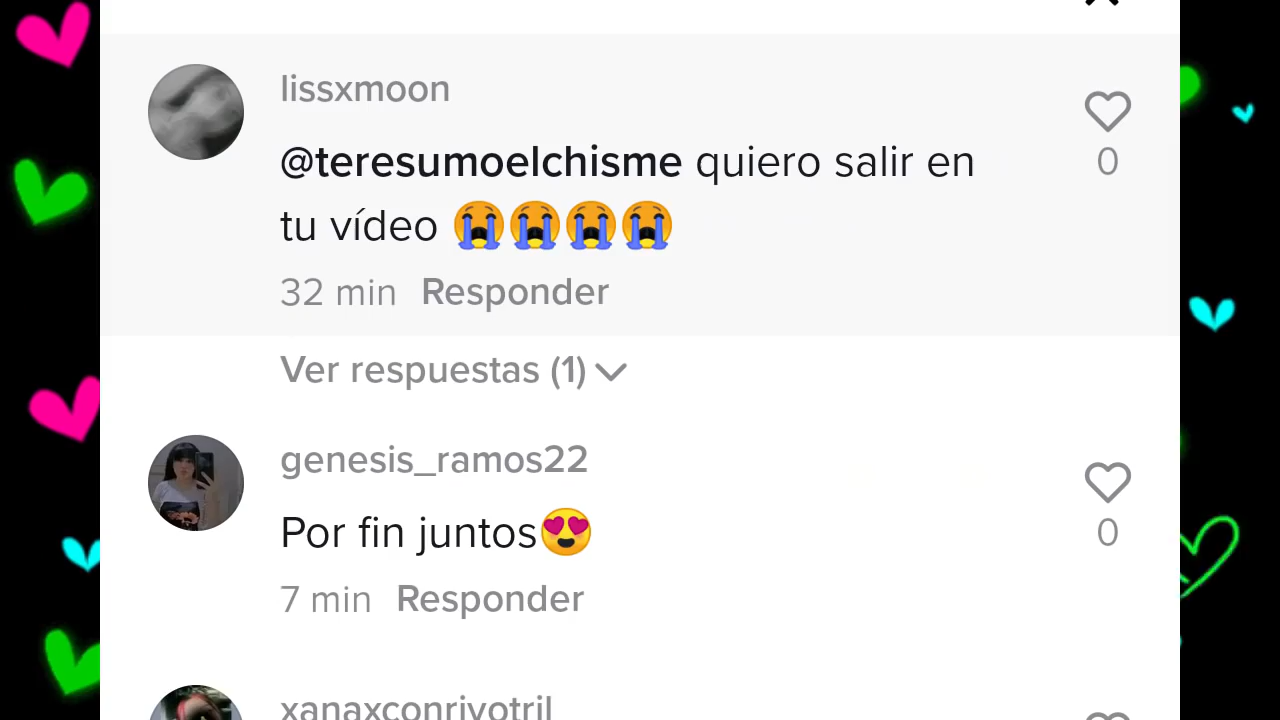 lissxmoon
@teresumoelchisme quiero salir en
tu vídeo 😭😭😭😭
0
32 min Responder
Ver respuestas (1)
genesis_ramos22
Por fin juntos😍
0
7 min Responder
xanaxconrivotril